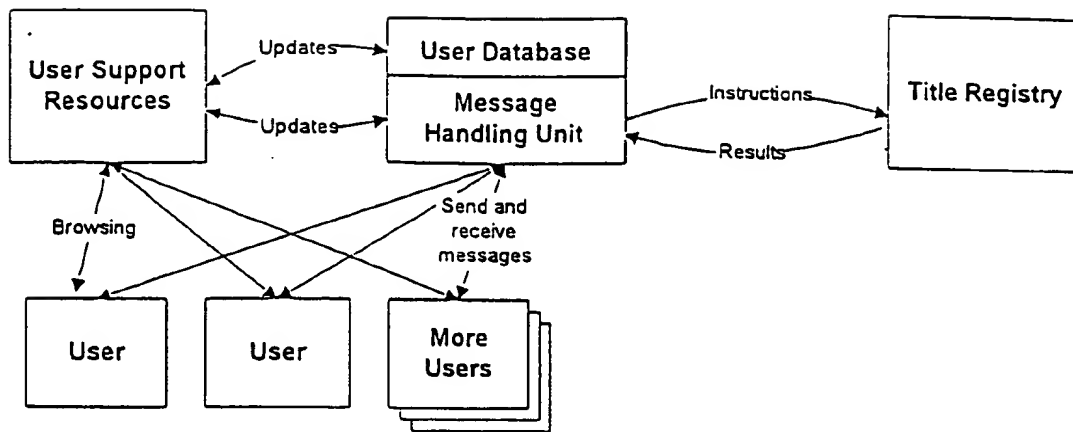 User Support
Resources
Updates
Updates
User Database
Message
Handling Unit
Instructions
Results
Title Registry
Browsing
Send and
receive
messages
User
User
More
Users